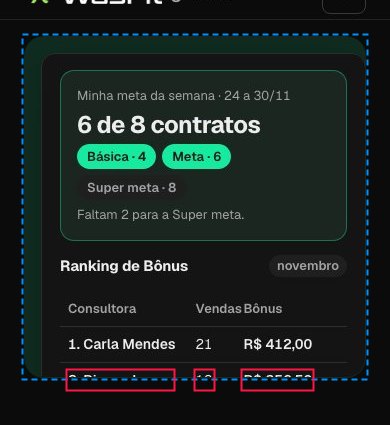 Minha meta da semana · 24 a 30/11
6 de 8 contratos
Básica · 4 Meta · 6
Super meta · 8
Faltam 2 para a Super meta.
Ranking de Bônus novembro
Consultora Vendas Bônus
1. Carla Mendes 21 R$ 412,00